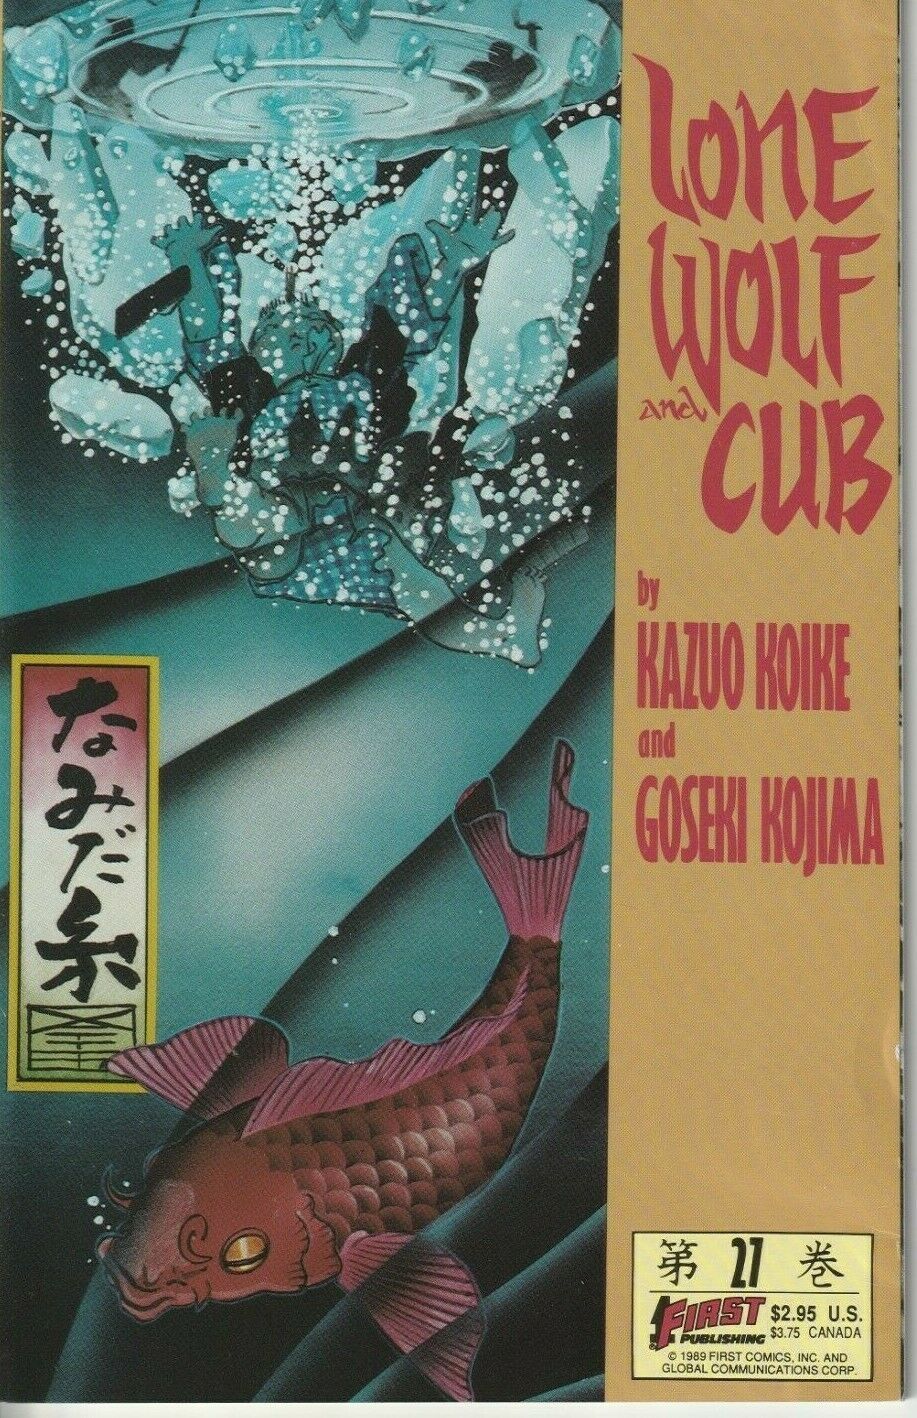 LONE
WOLF
and CUB
by
KAZUO KOIKE
and
GOSEKI KOJIMA
なみだ糸
第 27 巻
FIRST
PUBLISHING
$2.95 U.S.
$3.75 CANADA
© 1989 FIRST COMICS, INC. AND
GLOBAL COMMUNICATIONS CORP.